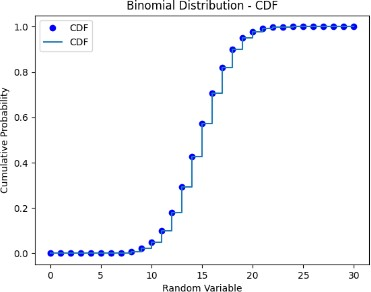 Binomial Distribution - CDF
CDF
CDF
1.0
0.8
0.6
0.4
0.2
0.0
Cumulative Probability
0 5 10 15 20 25 30
Random Variable